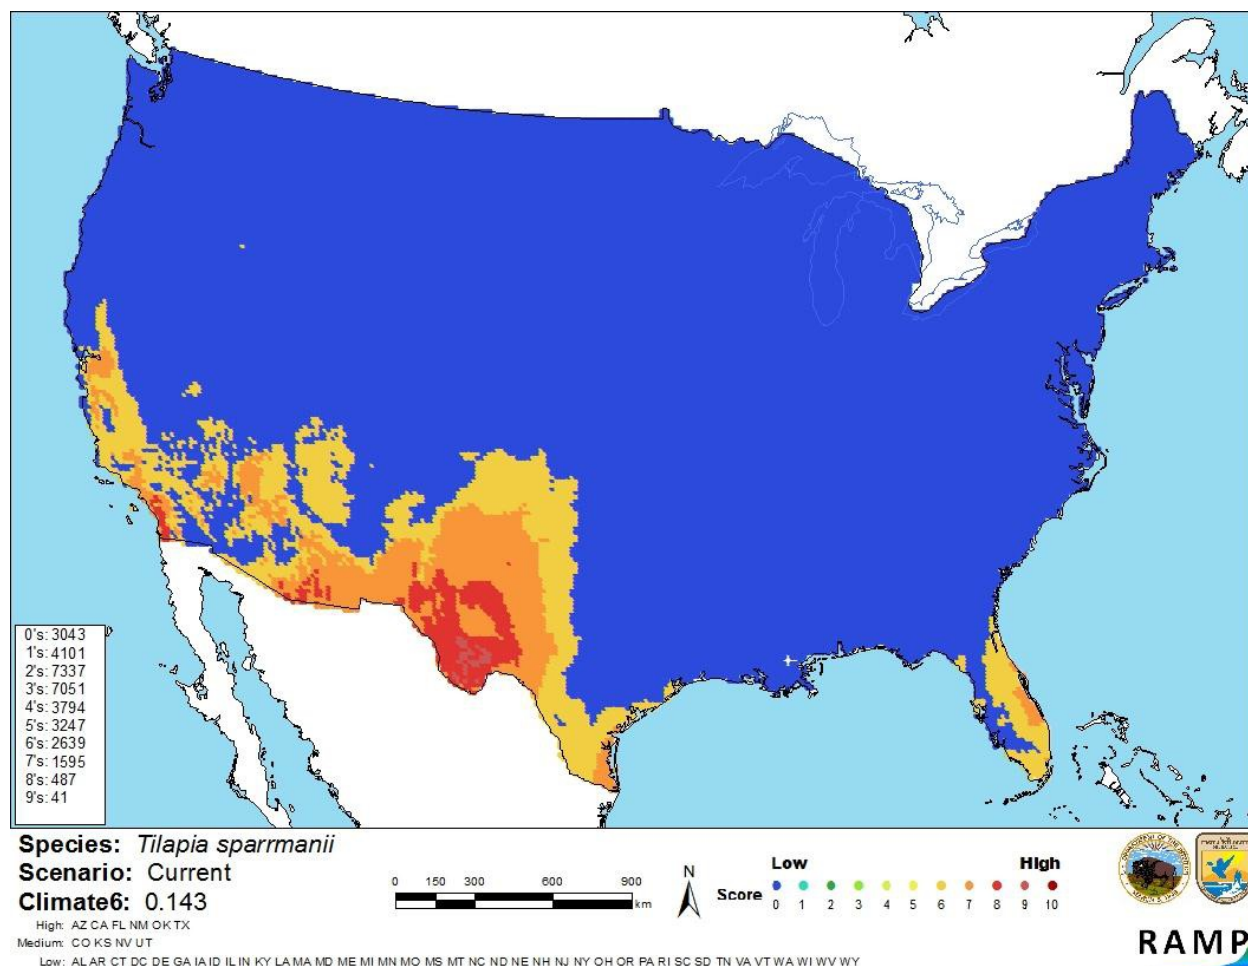 0's: 3043
1's: 4101
2's: 7337
3's: 7051
4's: 3794
5's: 3247
6's: 2639
7's: 1595
8's: 487
9's: 41
Species: Tilapia sparrmanii
Scenario: Current
Climate6: 0.143
High: AZ CA FL NM OK TX
Medium: CO KS NV UT
Low: AL AR CT DC DE GA IA ID IL IN KY LA MA MD ME MI MN MO MS MT NC ND NE NH NJ NY OH OR PA RI SC SD TN VA VT WA WI WV WY
0 150 300 600 900
km
N
Low High
Score 0 1 2 3 4 5 6 7 8 9 10
RAMP